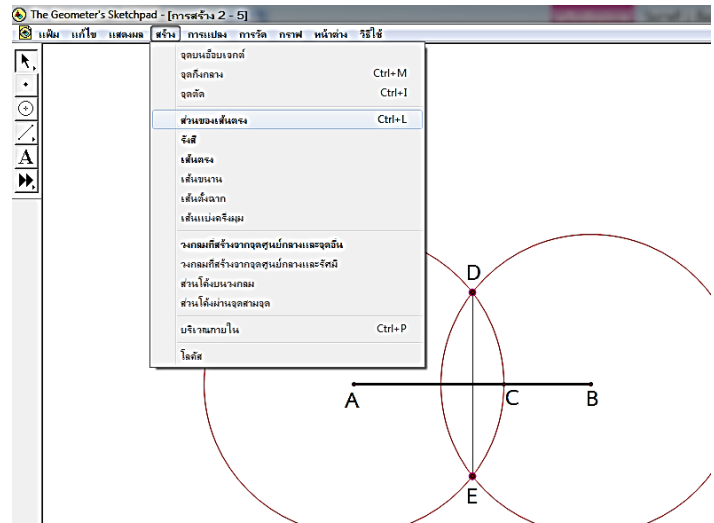 The Geometer's Sketchpad - [การสร้าง 2 - 5]
แฟ้ม แก้ไข แสดงผล สร้าง การแปลง การวัด กราฟ หน้าต่าง วิธีใช้
จุดบนอ็อบเจกต์
จุดกึ่งกลาง Ctrl+M
จุดตัด Ctrl+I
ส่วนของเส้นตรง Ctrl+L
รังสี
เส้นตรง
เส้นขนาน
เส้นตั้งฉาก
เส้นแบ่งครึ่งมุม
วงกลมที่สร้างจากจุดศูนย์กลางและจุดอื่น
วงกลมที่สร้างจากจุดศูนย์กลางและรัศมี
ส่วนโค้งบนวงกลม
ส่วนโค้งผ่านจุดสามจุด
บริเวณภายใน Ctrl+P
โลคัส
A
D
A C B
E